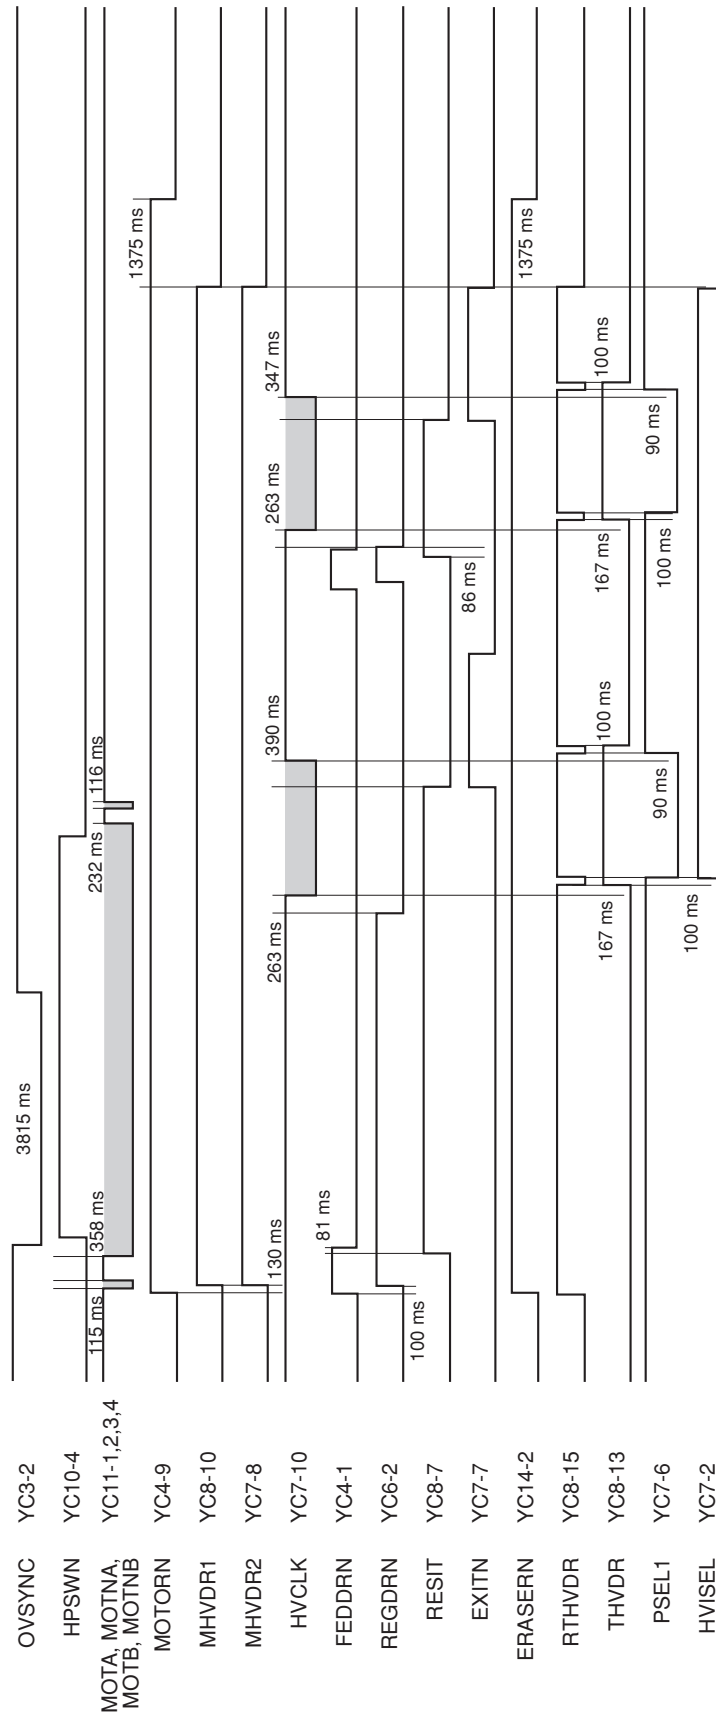 OVSYNC YC3-2
3815 ms
HPSWN YC10-4
MOTA, MOTNA,
MOTB, MOTNB
YC11-1,2,3,4
115 ms
358 ms
232 ms
116 ms
MOTORN YC4-9
1375 ms
MHVDR1 YC8-10
MHVDR2 YC7-8
HVCLK YC7-10
130 ms
263 ms
390 ms
263 ms
347 ms
FEDDRN YC4-1
81 ms
REGDRN YC6-2
100 ms
RESIT YC8-7
EXITN YC7-7
86 ms
ERASERN YC14-2
1375 ms
RTHVDR YC8-15
THVDR YC8-13
167 ms
100 ms
167 ms
100 ms
PSEL1 YC7-6
90 ms
100 ms
90 ms
HVISEL YC7-2
100 ms